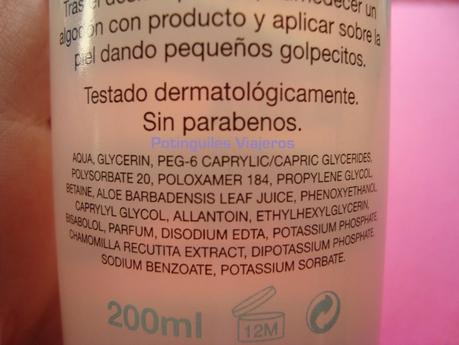 un
algodón con producto y aplicar sobre la
piel dando pequeños golpecitos.
Testado dermatológicamente.
Sin parabenos.
Potinguiles Viajeros
AQUA, GLYCERIN, PEG-6 CAPRYLIC/CAPRIC GLYCERIDES,
POLYSORBATE 20, POLOXAMER 184, PROPYLENE GLYCOL,
BETAINE, ALOE BARBADENSIS LEAF JUICE, PHENOXYETHANOL,
CAPRYLYL GLYCOL, ALLANTOIN, ETHYLHEXYLGLYCERIN,
BISABOLOL, PARFUM, DISODIUM EDTA, POTASSIUM PHOSPHATE,
CHAMOMILLA RECUTITA EXTRACT, DIPOTASSIUM PHOSPHATE,
SODIUM BENZOATE, POTASSIUM SORBATE.
200ml
12M